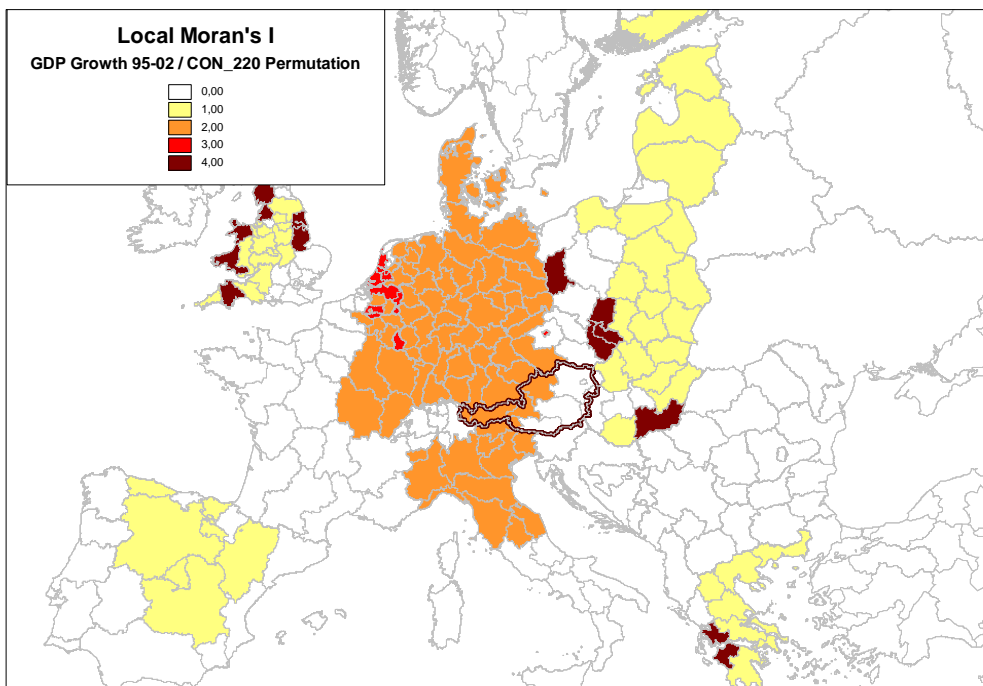 Local Moran's I
GDP Growth 95-02 / CON_220 Permutation
0,00
1,00
2,00
3,00
4,00